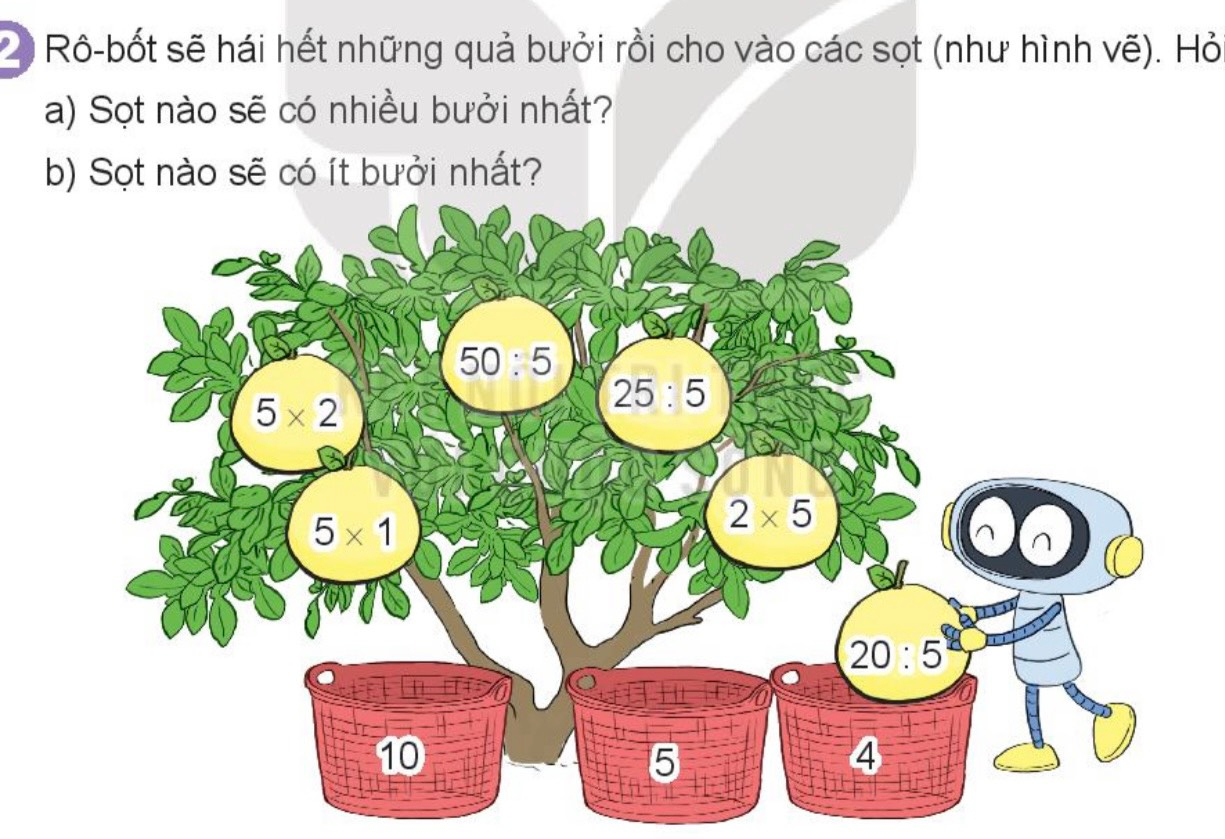 2 Rô-bốt sẽ hái hết những quả bưởi rồi cho vào các sọt (như hình vẽ). Hỏi
a) Sọt nào sẽ có nhiều bưởi nhất?
b) Sọt nào sẽ có ít bưởi nhất?
50 : 5
25 : 5
5 × 2
2 × 5
5 × 1
20 : 5
10
5
4